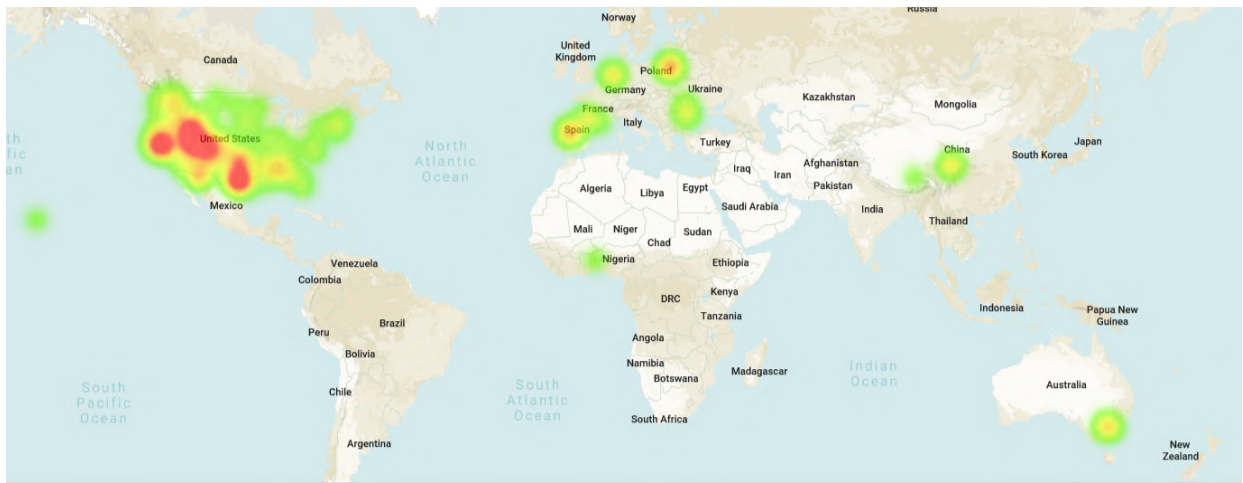 Russia
Norway
Canada
United
Kingdom
Poland
Germany
Ukraine
Kazakhstan
Mongolia
France
Italy
Spain
United States
North
Atlantic
Ocean
Turkey
China
Japan
South Korea
Afghanistan
Iraq
Iran
Pakistan
Algeria
Libya
Egypt
Saudi Arabia
India
Mexico
Thailand
Mali
Niger
Chad
Sudan
Nigeria
Ethiopia
Venezuela
Colombia
Kenya
DRC
Tanzania
Indonesia
Papua New
Guinea
Brazil
Peru
Angola
Bolivia
Namibia
Botswana
Madagascar
Indian
Ocean
Australia
South
Pacific
Ocean
Chile
South
Atlantic
Ocean
South Africa
Argentina
New
Zealand